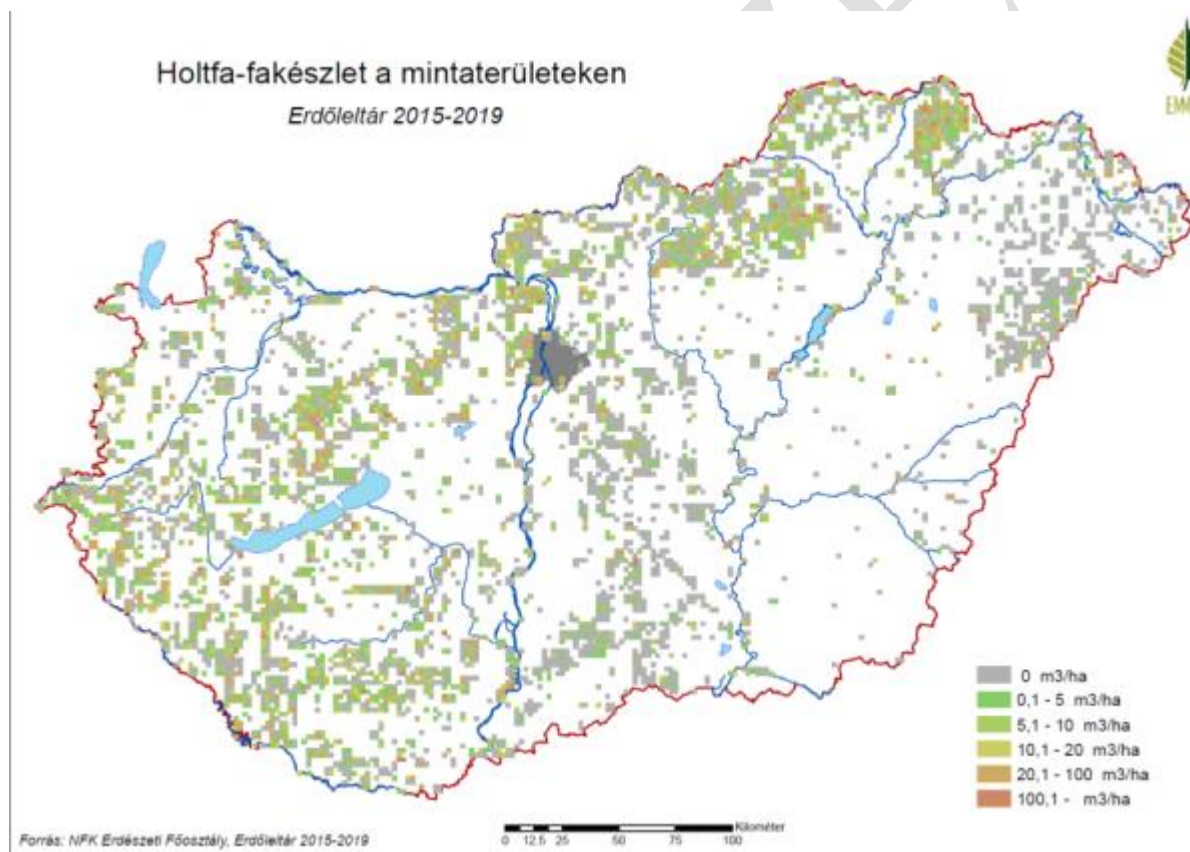 Holtfa-fakészlet a mintaterületeken
Erdőleltár 2015-2019
0 m3/ha
0,1 - 5 m3/ha
5,1 - 10 m3/ha
10,1 - 20 m3/ha
20,1 - 100 m3/ha
100,1 - m3/ha
Kilométer
0 12.5 25 50 75 100
Forrás: NFK Erdészeti Főosztály, Erdőleltár 2015-2019